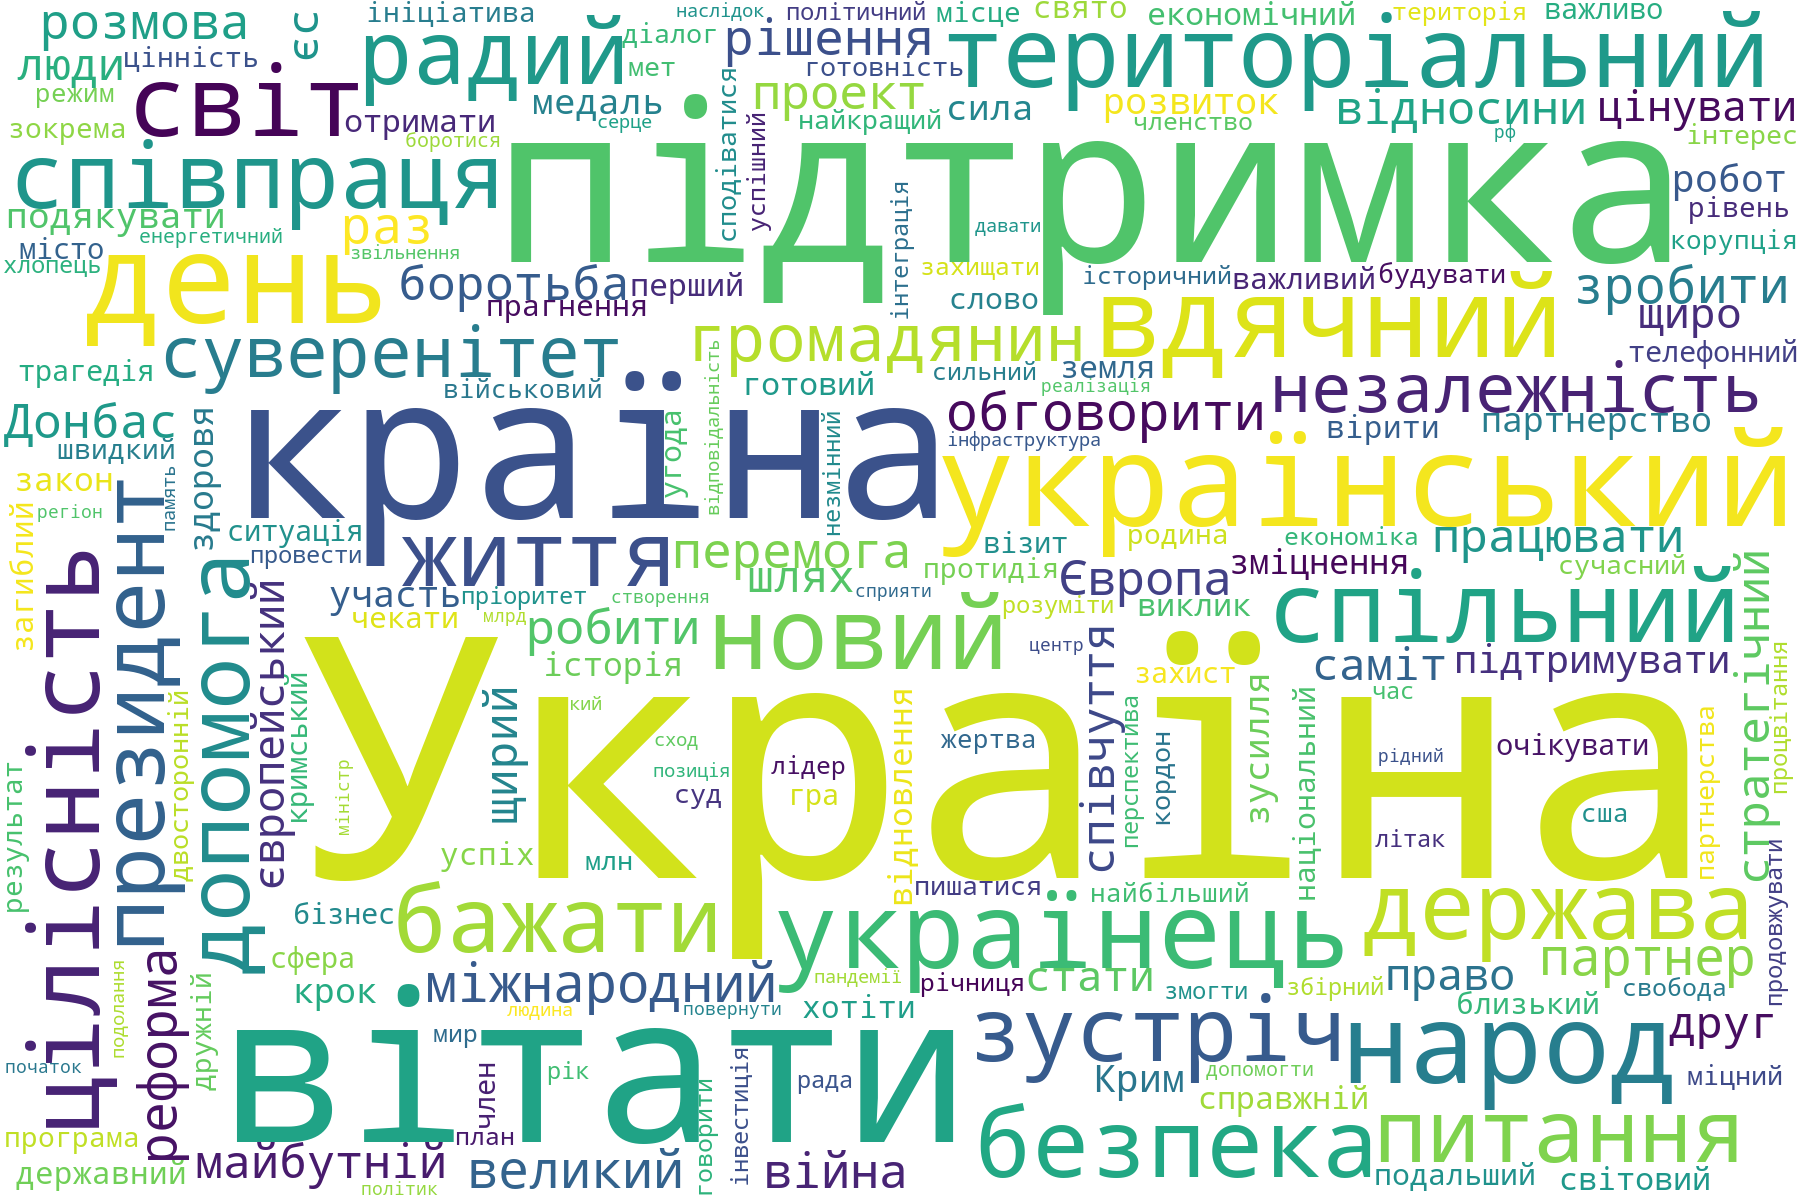 розмова
єс
ініціатива
наслідок
політичний
місце
свято
економічний
територія
важливо
люди
цінність
радий
діалог
рішення
територіальний
режим
світ
мет
готовність
зокрема
отримати
медаль
серце
боротися
проект
найкращий
сила
розвиток
членство
відносини
рф
цінувати
інтерес
співпраця
підтримка
сподіватися
успішний
інтеграція
давати
робот
рівень
корупція
подякувати
місто
енергетичний
хлопець
раз
звільнення
день
боротьба
прагнення
перший
захищати
слово
історичний
важливий
будувати
зробити
щиро
телефонний
вдячний
громадянин
суверенітет
трагедія
військовий
відповідальність
готовий
сильний
земля
реалізація
незалежність
обговорити
інфраструктура
вірити
партнерство
Донбас
швидкий
память
здоровя
країна
угода
незмінний
український
закон
регіон
загиблий
ситуація
провести
життя
перемога
шлях
візит
родина
економіка
працювати
протидія
Європа
зміцнення
сучасний
цілісність
президент
допомога
європейський
участь
пріоритет
створення
сприяти
розуміти
виклик
спільний
стратегічний
чекати
млрд
робити
новий
центр
співчуття
саміт
підтримувати
процвітання
історія
кримський
двосторонній
щирий
кий
Україна
відновлення
захист
зусилля
час
національний
результат
міністр
сход
позиція
суд
лідер
гра
жертва
перспектива
кордон
рідний
очікувати
сша
літак
партнерства
успіх
млн
пишатися
найбільший
продовжувати
бізнес
бажати
українець
держава
сфера
крок
міжнародний
пандемії
річниця
стати
змогти
збірний
право
партнер
близький
свобода
реформа
подолання
дружній
людина
повернути
хотіти
зустріч
народ
друг
початок
вітати
мир
член
рік
рада
Крим
допомогти
міцний
справжній
програма
державний
майбутній
план
політик
великий
говорити
інвестиція
війна
безпека
питання
подальший
світовий